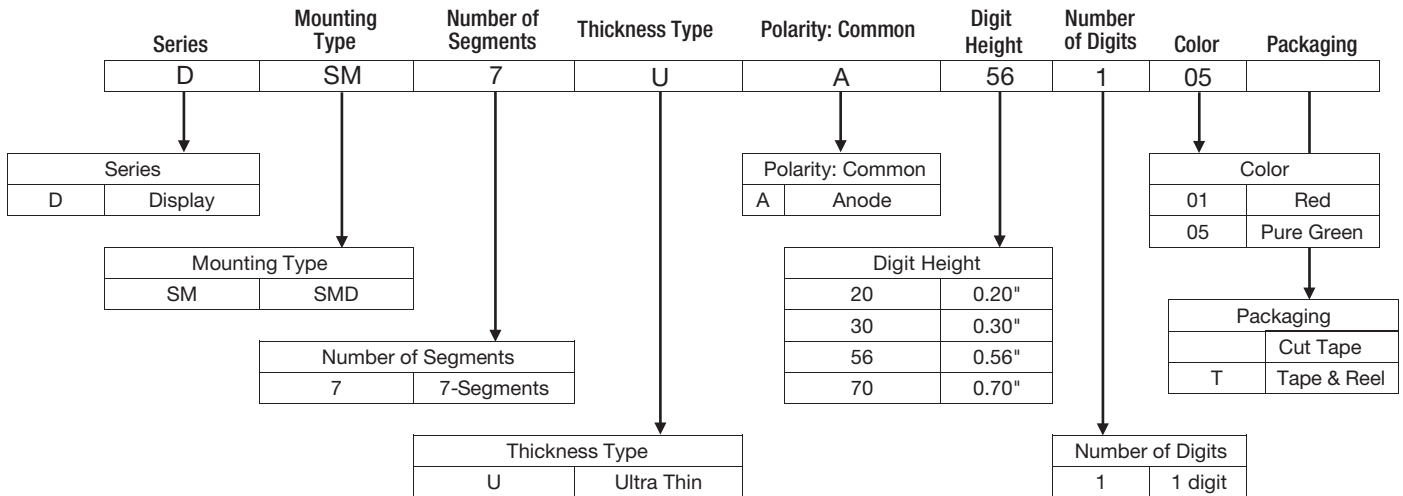 Series Mounting Type Number of Segments Thickness Type Polarity: Common Digit Height Number of Digits Color Packaging
D SM 7 U A 56 1 05
Series
D Display
Mounting Type
SM SMD
Number of Segments
7 7-Segments
Thickness Type
U Ultra Thin
Polarity: Common
A Anode
Digit Height
20 0.20"
30 0.30"
56 0.56"
70 0.70"
Number of Digits
1 1 digit
Color
01 Red
05 Pure Green
Packaging
Cut Tape
T Tape & Reel